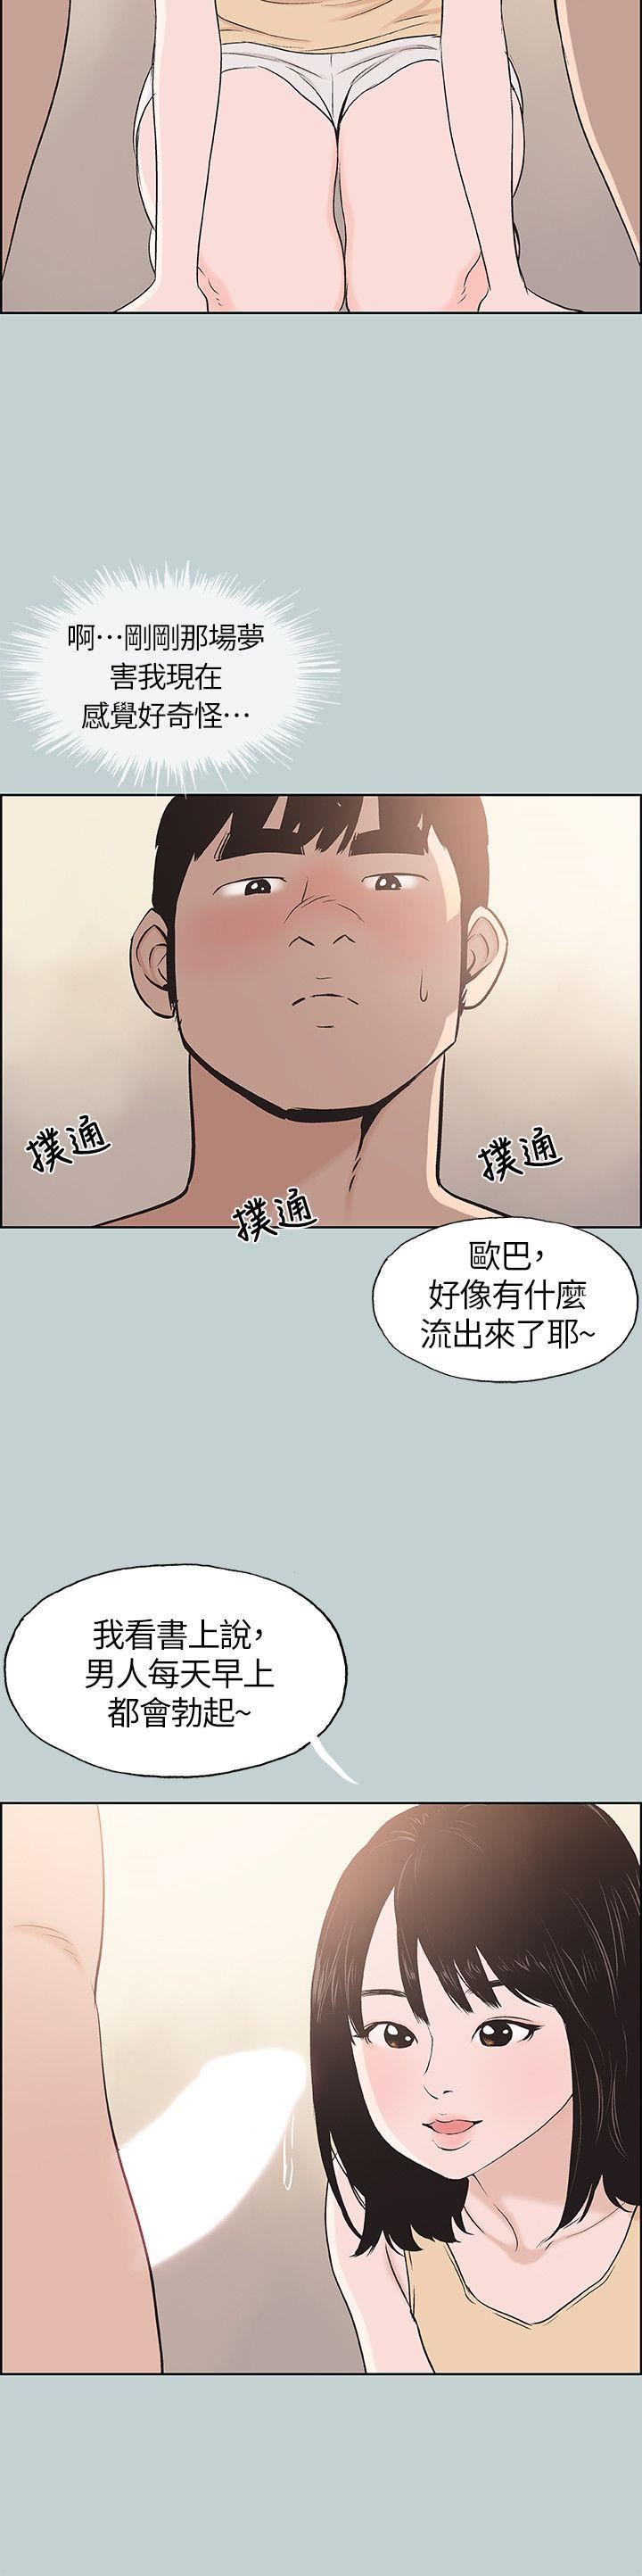 啊…剛剛那場夢
害我現在
感覺好奇怪…
撲通
撲通
撲通
歐巴，
好像有什麼
流出來了耶~
我看書上說，
男人每天早上
都會勃起~